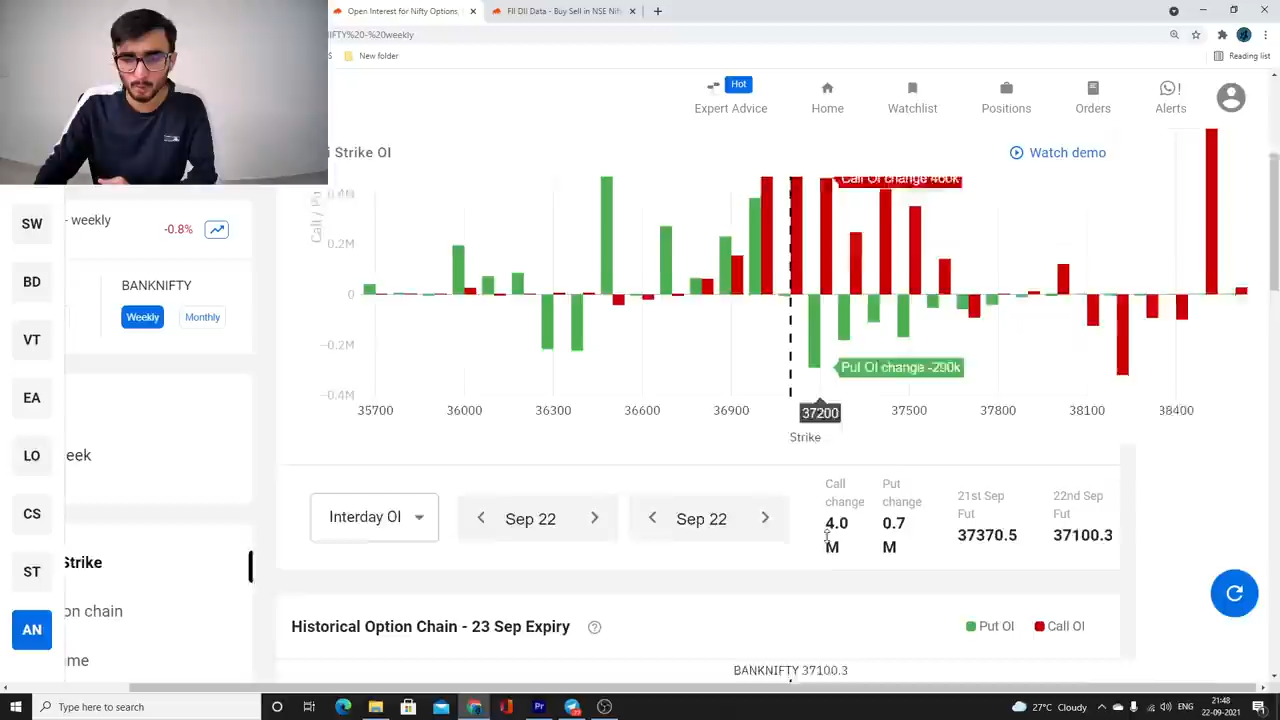 Open Interest for Nifty Options,
FII DII Data - Buy Sell in NSE Nif
IIFTY%20-%20weekly
S
New folder
Reading list
Hot
Expert Advice
Home
Watchlist
Positions
Orders
Alerts
i Strike OI
Watch demo
Call OI change 460k
Call / Pu
0.4M
0.2M
0
−0.2M
−0.4M
Put OI change -290k
35700
36000
36300
36600
36900
37200
37500
37800
38100
38400
Strike
SW
BD
VT
EA
LO
CS
ST
AN
- weekly
-0.8%
BANKNIFTY
Weekly
Monthly
eek
Strike
on chain
me
Interday OI
Sep 22
Sep 22
Call change
4.0 M
Put change
0.7 M
21st Sep Fut
37370.5
22nd Sep Fut
37100.3
Historical Option Chain - 23 Sep Expiry
Put OI
Call OI
BANKNIFTY 37100.3
Type here to search
27°C Cloudy
ENG
21:48
22-09-2021